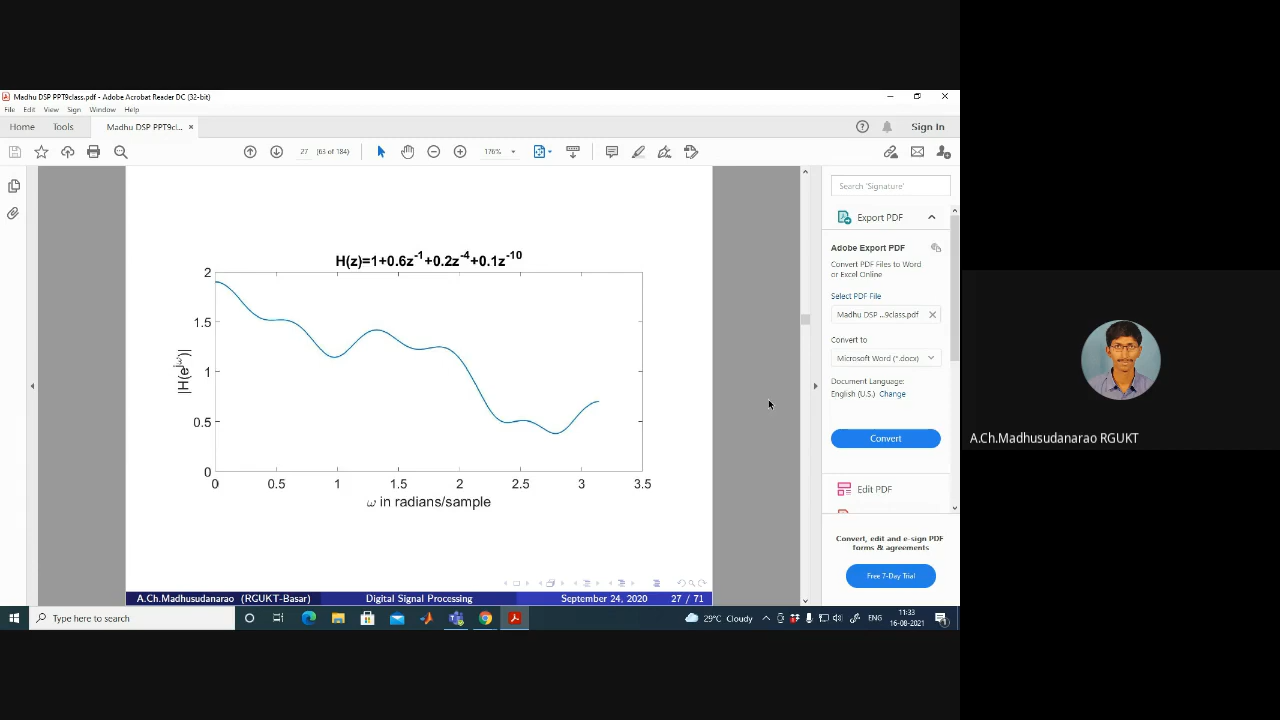 Madhu DSP PPT9class.pdf - Adobe Acrobat Reader DC (32-bit)
File Edit View Sign Window Help
Home Tools Madhu DSP PPT9cl... × Sign In
27 (63 of 184) 176%
Search 'Signature'
Export PDF
Adobe Export PDF
Convert PDF Files to Word
or Excel Online
Select PDF File
Madhu DSP ...9class.pdf
Convert to
Microsoft Word (*.docx)
Document Language:
English (U.S.) Change
Convert
Edit PDF
Convert, edit and e-sign PDF
forms & agreements
Free 7-Day Trial
H(z)=1+0.6z^-1+0.2z^-4+0.1z^-10
2
1.5
1
0.5
0
|H(e^jω)|
0 0.5 1 1.5 2 2.5 3 3.5
ω in radians/sample
A.Ch.Madhusudanarao (RGUKT-Basar) Digital Signal Processing September 24, 2020 27 / 71
Type here to search
29°C Cloudy
ENG
11:33
16-08-2021
A.Ch.Madhusudanarao RGUKT